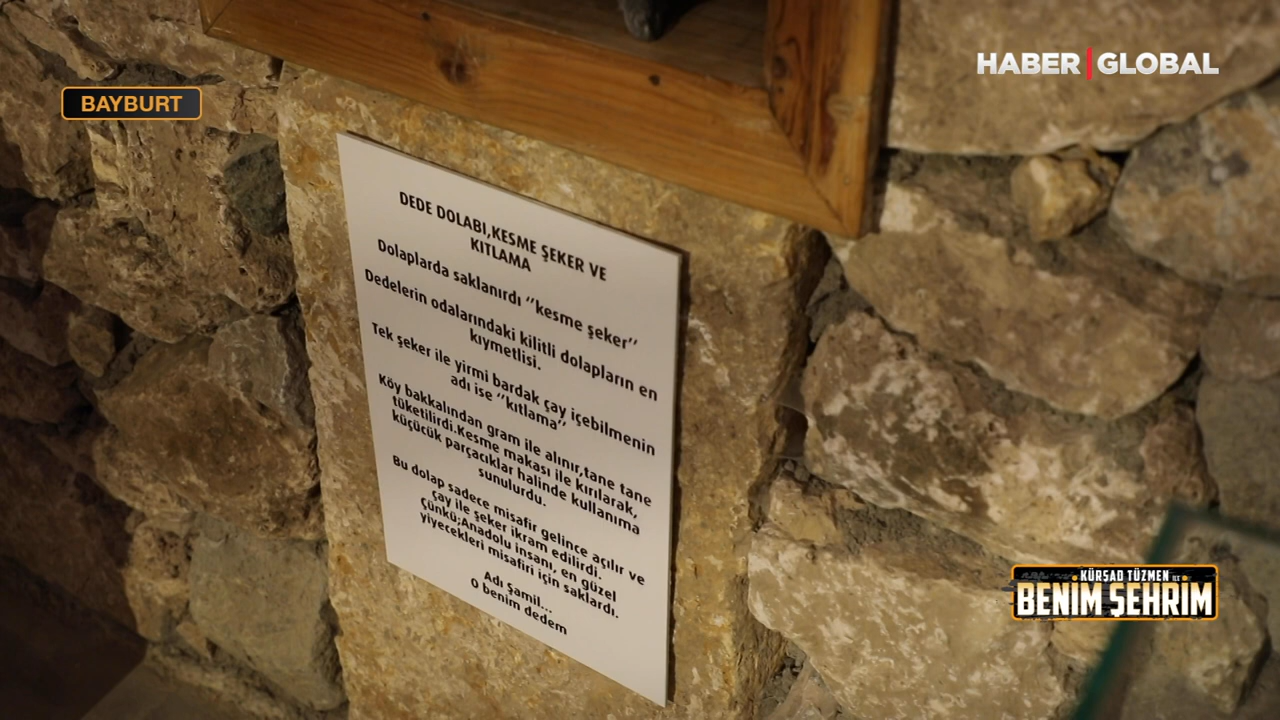 HABER GLOBAL
BAYBURT
DEDE DOLABI,KESME ŞEKER VE
KITLAMA
Dolaplarda saklanırdı ‘’kesme şeker’’
Dedelerin odalarındaki kilitli dolapların en
kıymetlisi.
Tek şeker ile yirmi bardak çay içebilmenin
adı ise ‘’kıtlama’’
Köy bakkalından gram ile alınır,tane tane
tüketilirdi.Kesme makası ile kırılarak,
küçücük parçacıklar halinde kullanıma
sunulurdu.
Bu dolap sadece misafir gelince açılır ve
çay ile şeker ikram edilirdi.
Çünkü;Anadolu insanı, en güzel
yiyecekleri misafiri için saklardı.
Adı Şamil...
O benim dedem
KÜRŞAD TÜZMEN İLE
BENİM ŞEHRİM